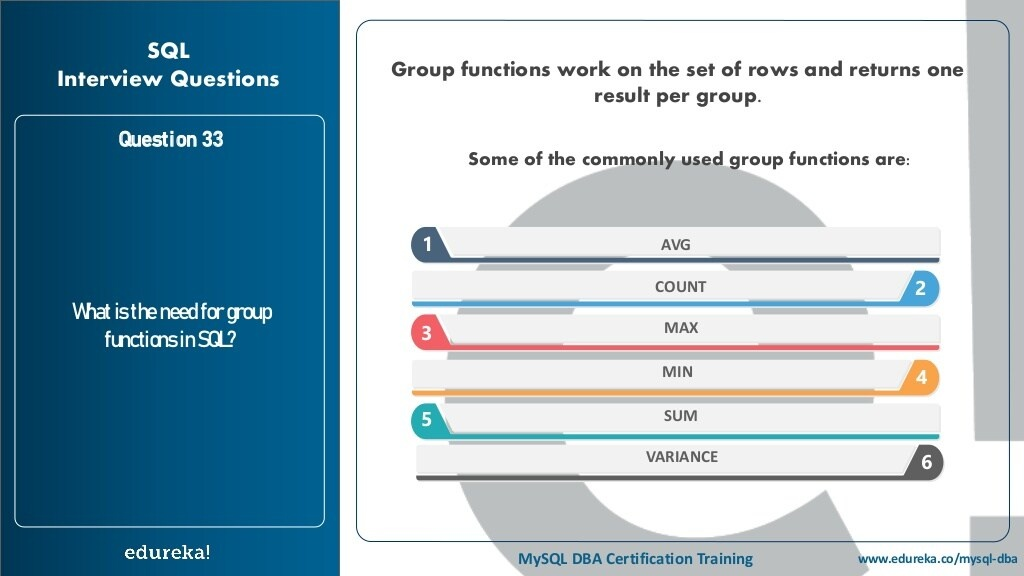 SQL
Interview Questions
Question 33
What is the need for group
functions in SQL?
edureka!
Group functions work on the set of rows and returns one
result per group.
Some of the commonly used group functions are:
1 AVG
COUNT 2
3 MAX
MIN 4
5 SUM
VARIANCE 6
MySQL DBA Certification Training
www.edureka.co/mysql-dba